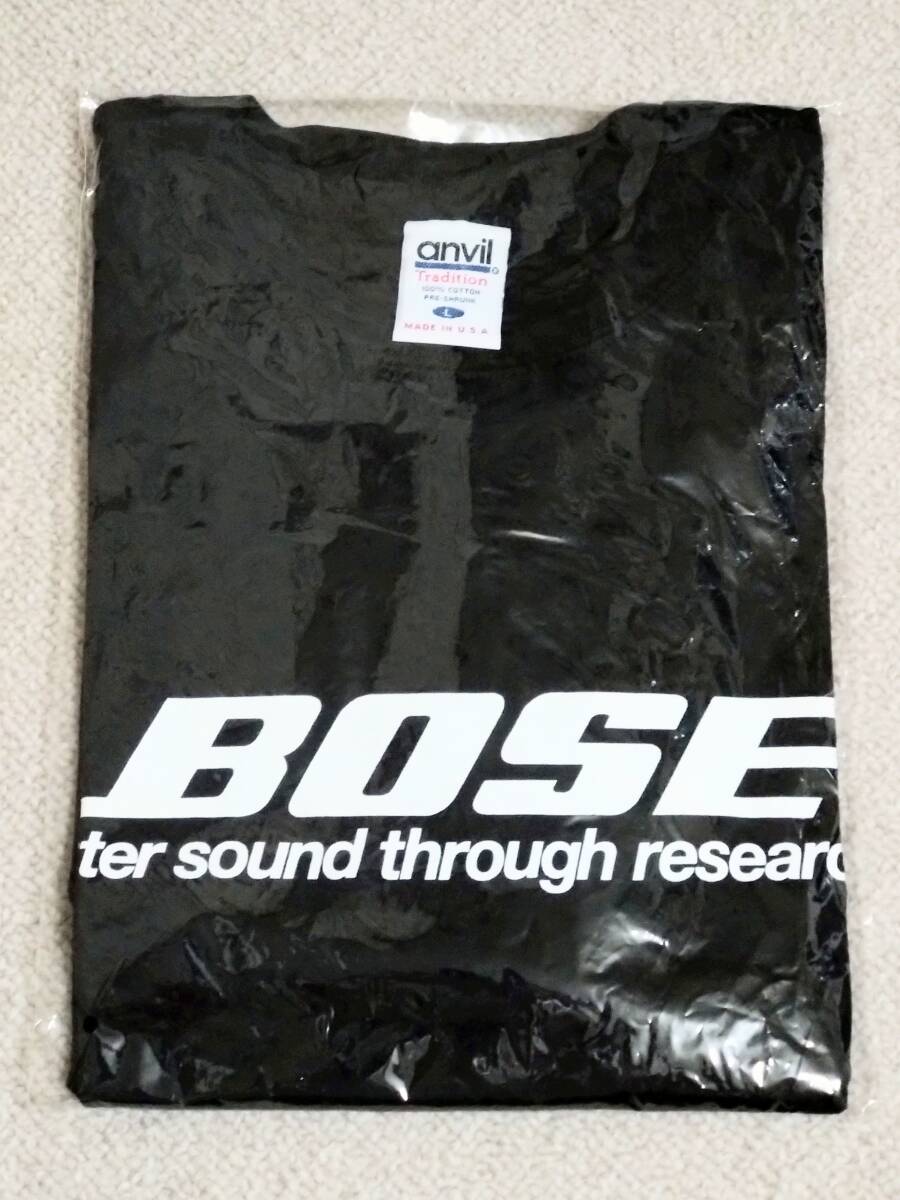 anvil
Tradition
100% COTTON
PRE-SHRUNK
L
MADE IN U.S.A
BOSE
ter sound through researc